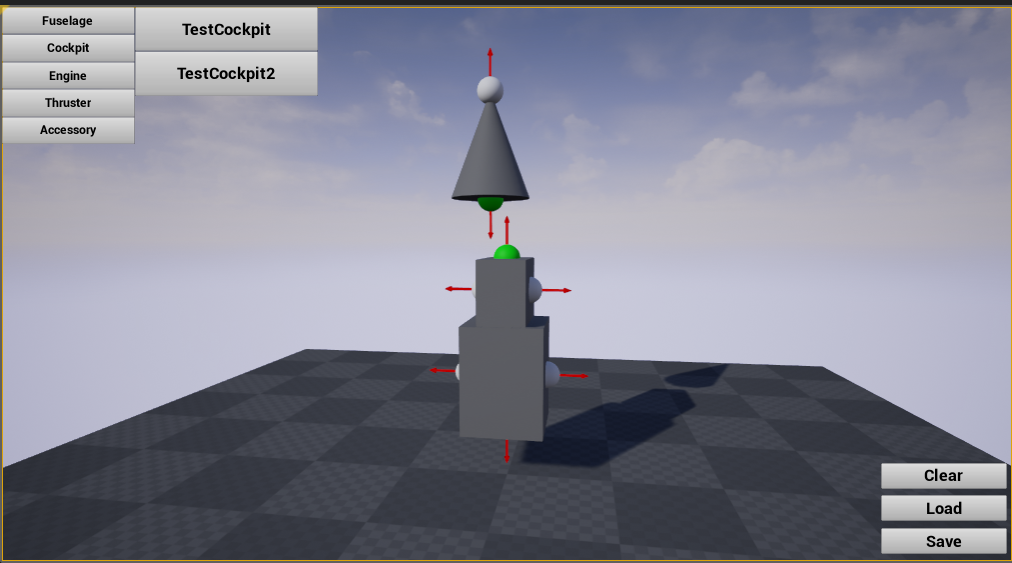 Fuselage
Cockpit
Engine
Thruster
Accessory
TestCockpit
TestCockpit2
Clear
Load
Save